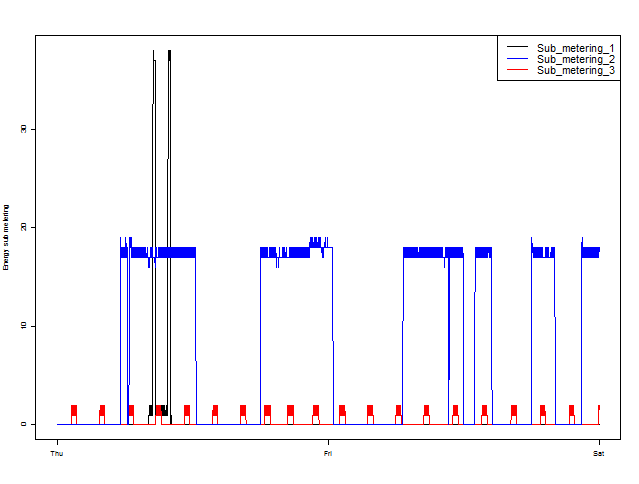 Sub_metering_1
Sub_metering_2
Sub_metering_3
30
20
10
0
Energy sub metering
Thu
Fri
Sat